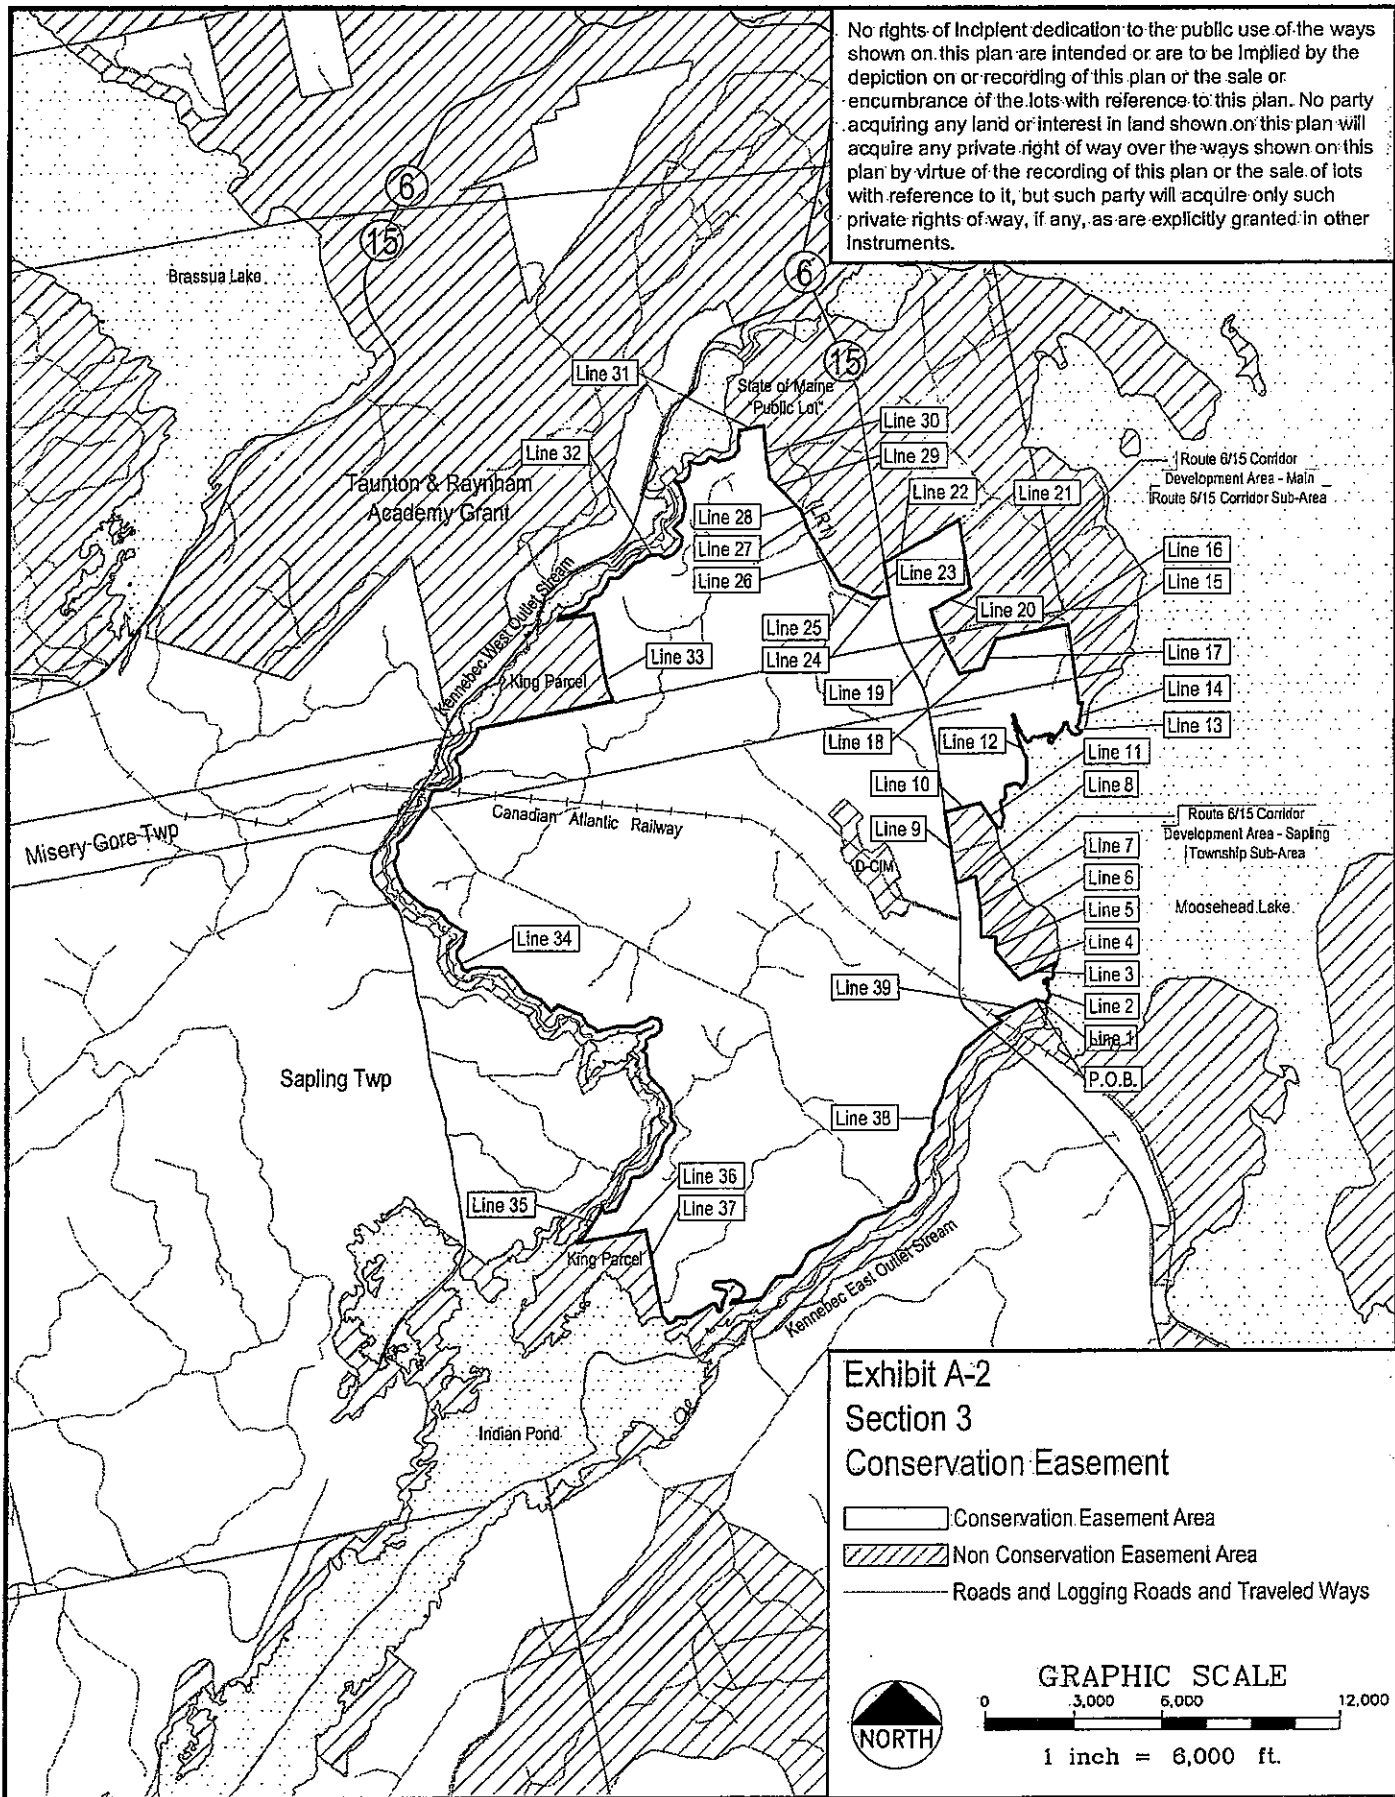 No rights of incipient dedication to the public use of the ways
shown on this plan are intended or are to be implied by the
depiction on or recording of this plan or the sale or
encumbrance of the lots with reference to this plan. No party
acquiring any land or interest in land shown on this plan will
acquire any private right of way over the ways shown on this
plan by virtue of the recording of this plan or the sale of lots
with reference to it, but such party will acquire only such
private rights of way, if any, as are explicitly granted in other
instruments.
6
15
Brassua Lake
6
15
State of Maine
"Public Lot"
Line 31
Line 30
Line 32
Line 29
Route 6/15 Corridor
Development Area - Main
Route 6/15 Corridor Sub-Area
Taunton & Raynham
Academy Grant
Line 22
Line 21
(LR1)
Line 28
Line 27
Line 26
Line 16
Line 15
Line 23
Line 20
Kennebec West Outlet Stream
Line 25
Line 24
Line 33
Line 17
King Parcel
Line 19
Line 14
Line 13
Line 18
Line 12
Line 11
Line 10
Line 8
Canadian Atlantic Railway
Misery Gore Twp
Line 9
Route 6/15 Corridor
Development Area - Sapling
Township Sub-Area
D-CIM
Line 7
Line 6
Line 5
Moosehead Lake
Line 34
Line 4
Line 3
Line 39
Line 2
Line 1
P.O.B.
Sapling Twp
Line 38
Line 36
Line 35
Line 37
King Parcel
Kennebec East Outlet Stream
Indian Pond
Exhibit A-2
Section 3
Conservation Easement
Conservation Easement Area
Non Conservation Easement Area
Roads and Logging Roads and Traveled Ways
NORTH
GRAPHIC SCALE
0 3,000 6,000 12,000
1 inch = 6,000 ft.